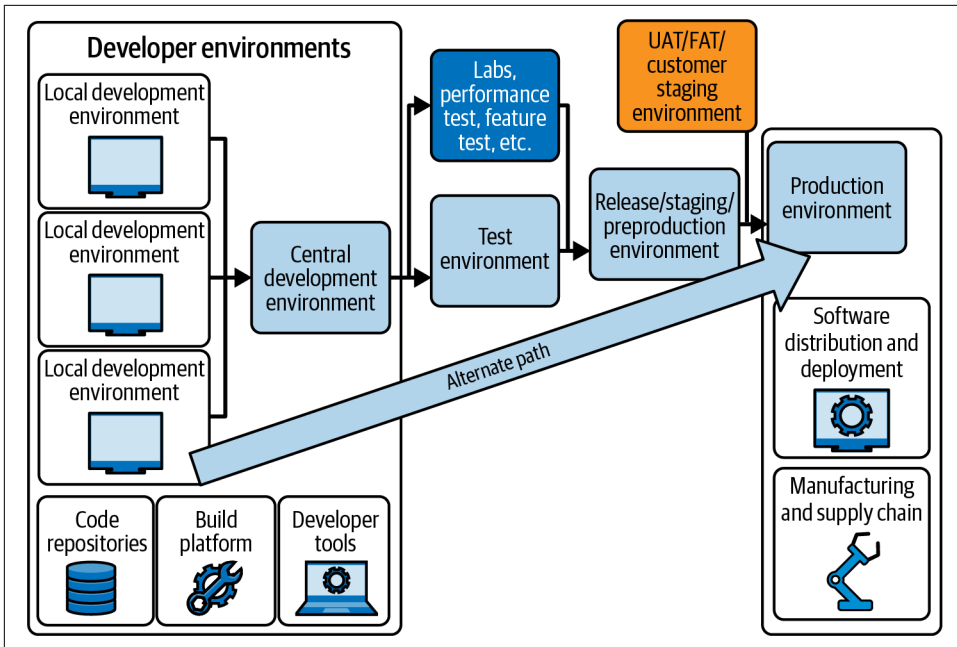 Developer environments
Local development
environment
Local development
environment
Local development
environment
Central
development
environment
Code
repositories
Build
platform
Developer
tools
Labs,
performance
test, feature
test, etc.
Test
environment
Release/staging/
preproduction
environment
UAT/FAT/
customer
staging
environment
Alternate path
Production
environment
Software
distribution and
deployment
Manufacturing
and supply chain